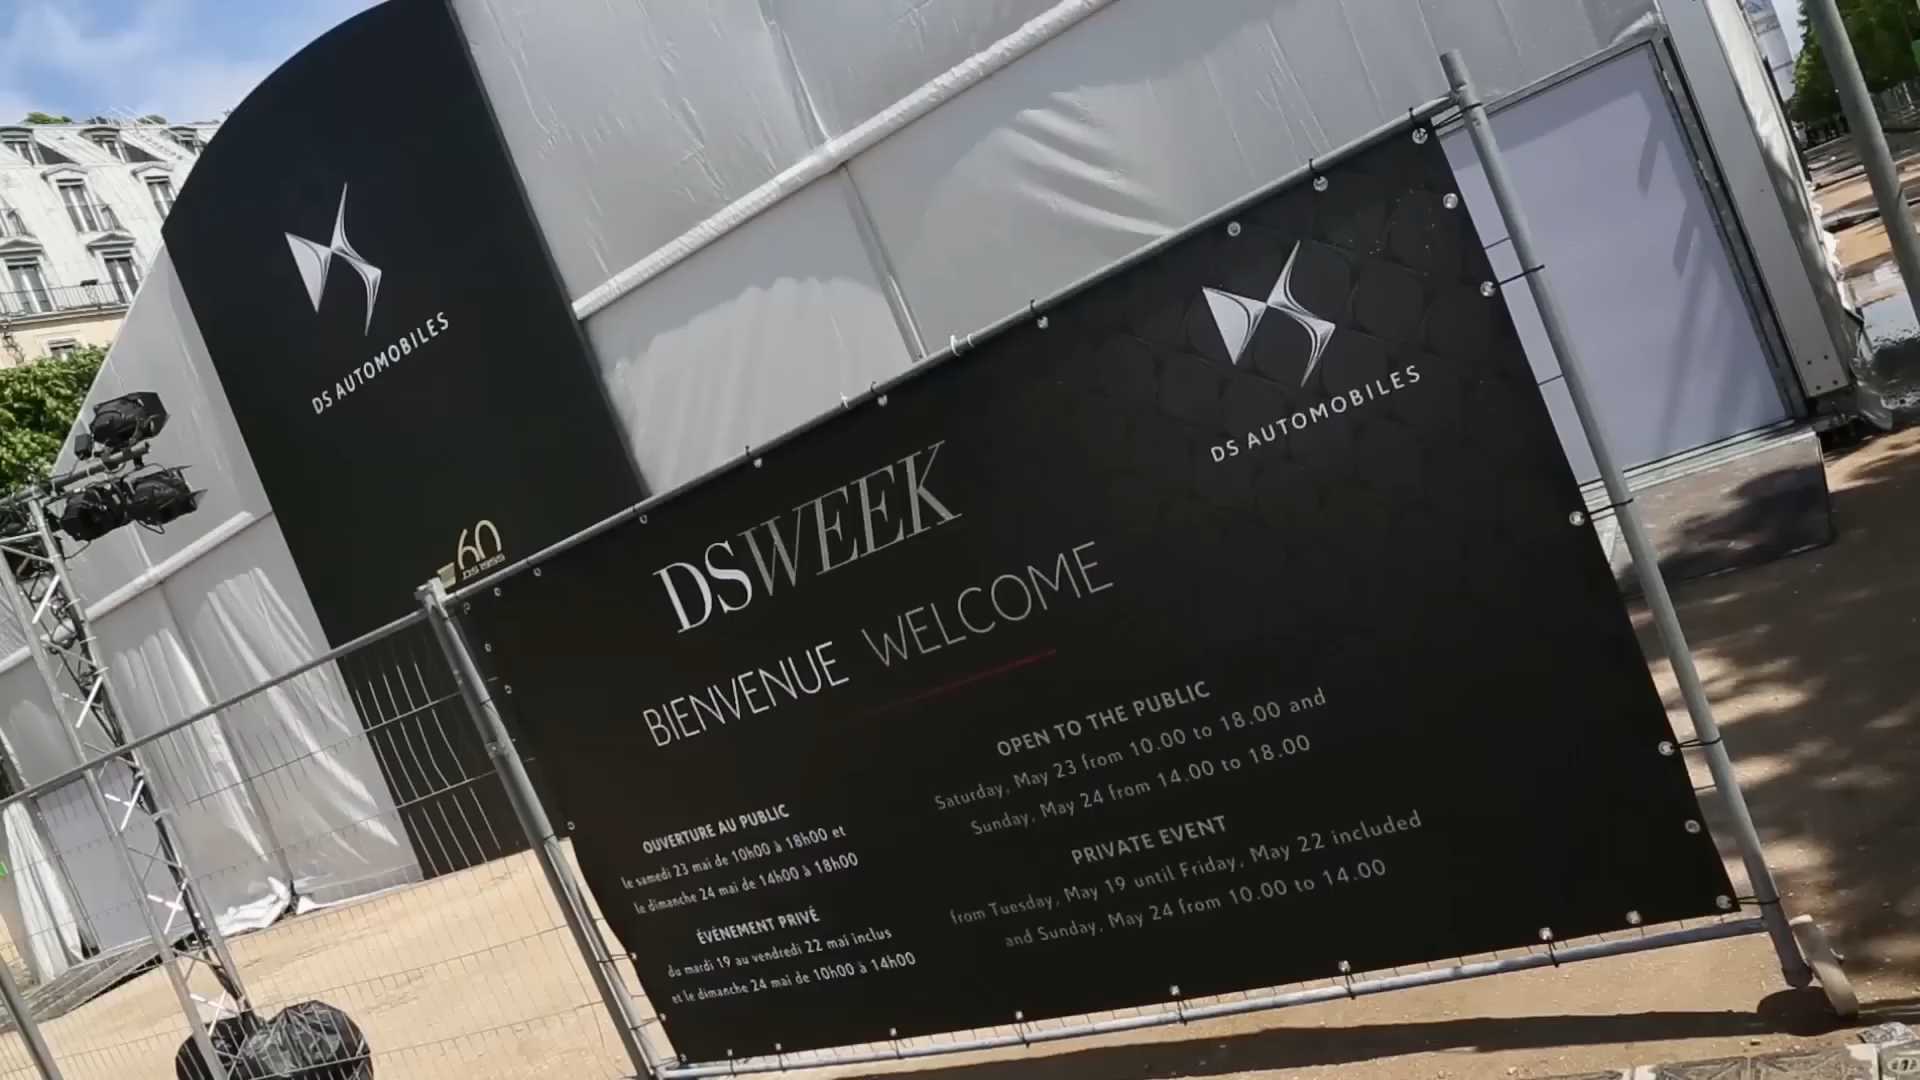 DS AUTOMOBILES
60
DS 1955
DS AUTOMOBILES
DSWEEK
BIENVENUE WELCOME
OUVERTURE AU PUBLIC
le samedi 23 mai de 10h00 à 18h00 et
le dimanche 24 mai de 14h00 à 18h00
ÉVÉNEMENT PRIVÉ
du mardi 19 au vendredi 22 mai inclus
et le dimanche 24 mai de 10h00 à 14h00
OPEN TO THE PUBLIC
Saturday, May 23 from 10.00 to 18.00 and
Sunday, May 24 from 14.00 to 18.00
PRIVATE EVENT
from Tuesday, May 19 until Friday, May 22 included
and Sunday, May 24 from 10.00 to 14.00